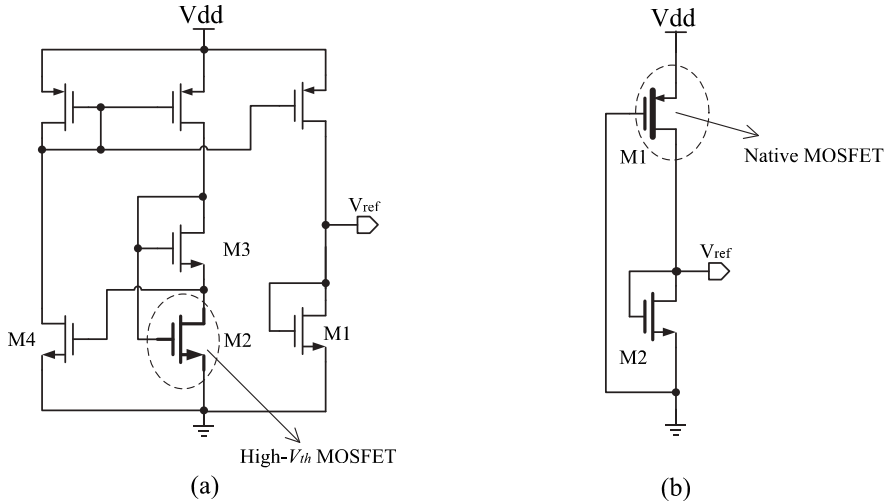 Vdd
Vref
M3
M4
M2
M1
High-Vth MOSFET
(a)
Vdd
M1
Native MOSFET
Vref
M2
(b)